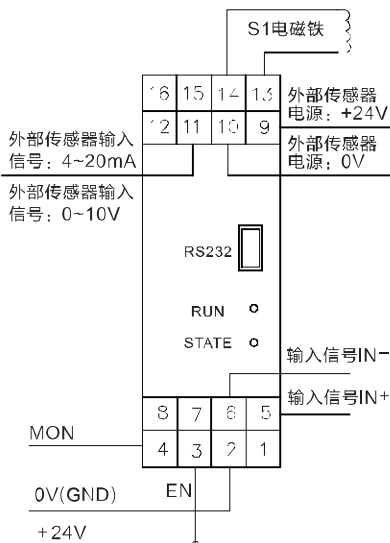 S1电磁铁
16 15 14 13
外部传感器
电源：+24V
12 11 10 9
外部传感器输入
信号：4~20mA
外部传感器
电源：0V
外部传感器输入
信号：0~10V
RS232
RUN
STATE
输入信号IN-
输入信号IN+
8 7 6 5
MON
4 3 2 1
0V(GND)
EN
+24V